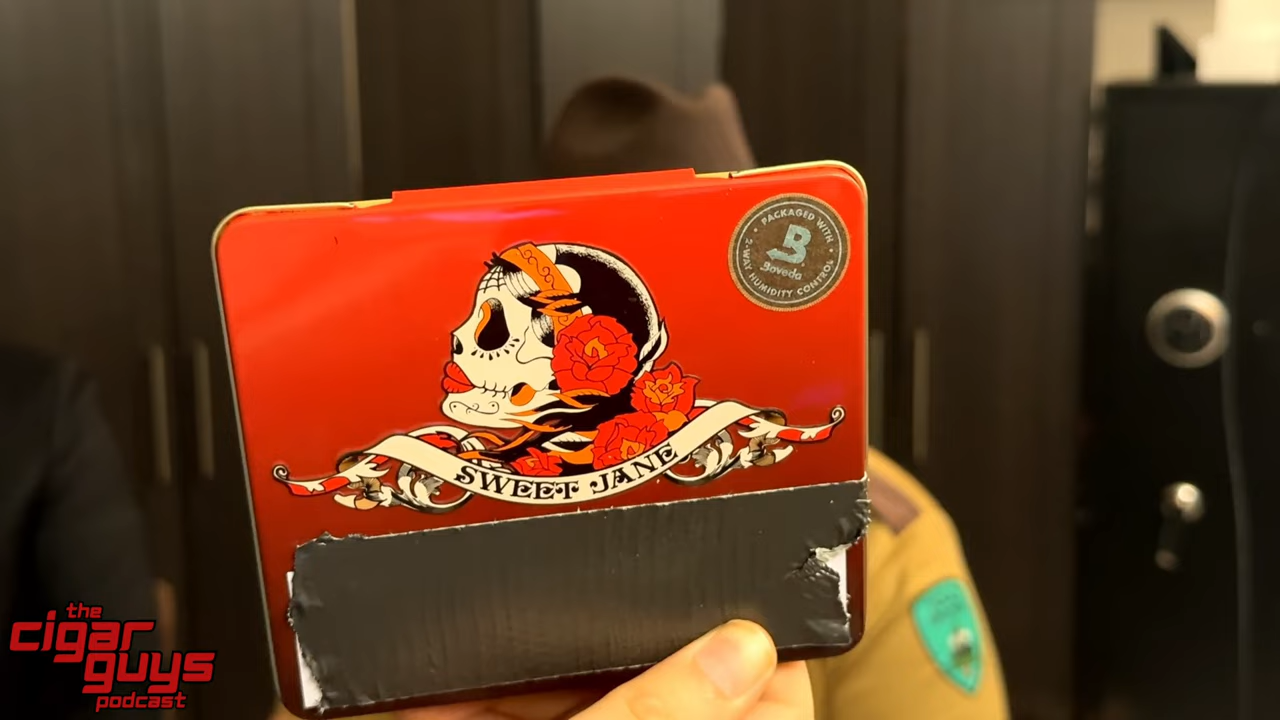 PACKAGED WITH
B
Boveda
2-WAY HUMIDITY CONTROL
SWEET JANE
the
cigar
guys
podcast